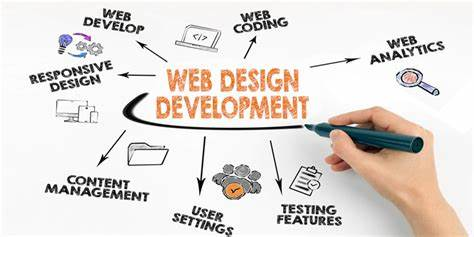 WEB
DEVELOP
WEB
CODING
</>
WEB
ANALYTICS
RESPONSIVE
DESIGN
WEB DESIGN
DEVELOPMENT
CONTENT
MANAGEMENT
USER
SETTINGS
TESTING
FEATURES